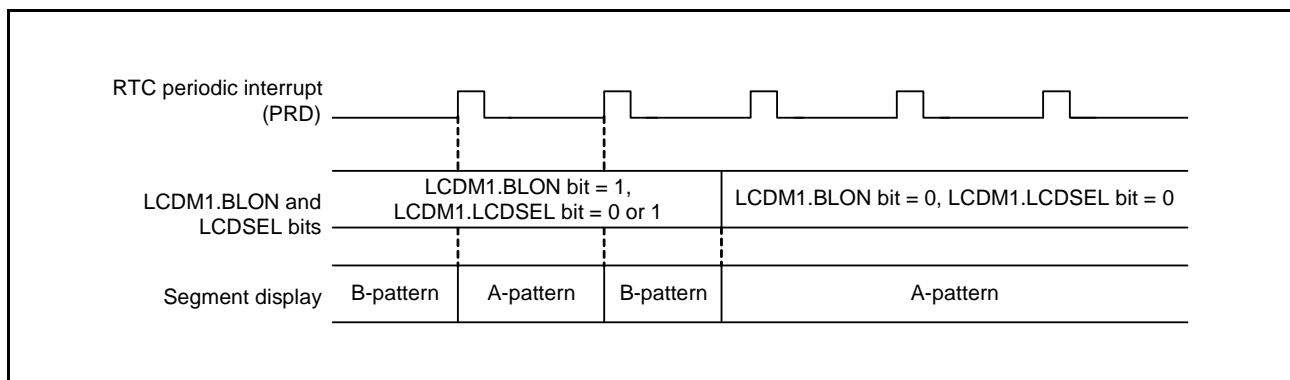 RTC periodic interrupt
(PRD)
LCDM1.BLON and
LCDSEL bits
LCDM1.BLON bit = 1,
LCDM1.LCDSEL bit = 0 or 1
LCDM1.BLON bit = 0, LCDM1.LCDSEL bit = 0
Segment display
B-pattern
A-pattern
B-pattern
A-pattern